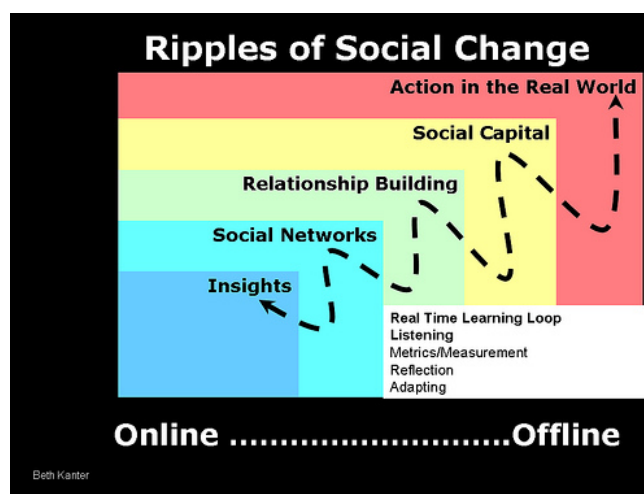 Ripples of Social Change
Action in the Real World
Social Capital
Relationship Building
Social Networks
Insights
Real Time Learning Loop
Listening
Metrics/Measurement
Reflection
Adapting
Online ..............................Offline
Beth Kanter